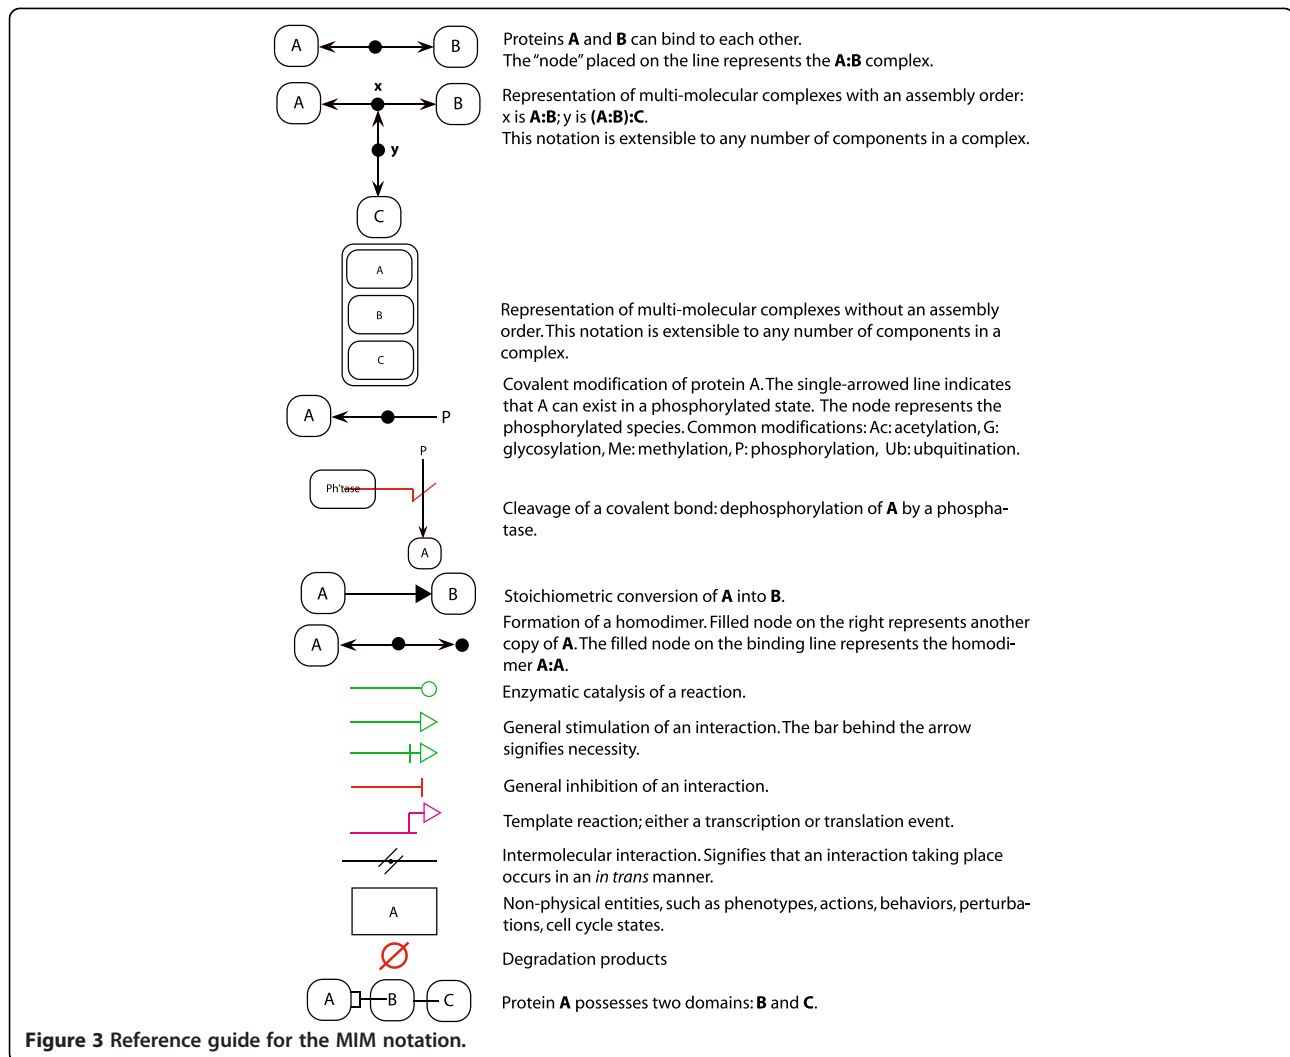 A B
Proteins A and B can bind to each other.
The “node” placed on the line represents the A:B complex.
x
A B
Representation of multi-molecular complexes with an assembly order:
x is A:B; y is (A:B):C.
This notation is extensible to any number of components in a complex.
y
C
A
B
C
Representation of multi-molecular complexes without an assembly
order. This notation is extensible to any number of components in a
complex.
A P
Covalent modification of protein A. The single-arrowed line indicates
that A can exist in a phosphorylated state. The node represents the
phosphorylated species. Common modifications: Ac: acetylation, G:
glycosylation, Me: methylation, P: phosphorylation, Ub: ubquitination.
P
Ph'tase
A
Cleavage of a covalent bond: dephosphorylation of A by a phospha-
tase.
A B
Stoichiometric conversion of A into B.
A
Formation of a homodimer. Filled node on the right represents another
copy of A. The filled node on the binding line represents the homodi-
mer A:A.
Enzymatic catalysis of a reaction.
General stimulation of an interaction. The bar behind the arrow
signifies necessity.
General inhibition of an interaction.
Template reaction; either a transcription or translation event.
Intermolecular interaction. Signifies that an interaction taking place
occurs in an in trans manner.
A
Non-physical entities, such as phenotypes, actions, behaviors, perturba-
tions, cell cycle states.
Degradation products
A B C
Protein A possesses two domains: B and C.
Figure 3 Reference guide for the MIM notation.